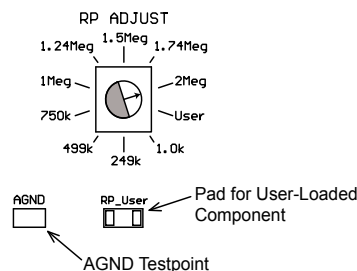 RP ADJUST
1.5Meg
1.24Meg
1.74Meg
1Meg
2Meg
750k
User
499k
1.0k
249k
AGND
RP_User
Pad for User-Loaded
Component
AGND Testpoint